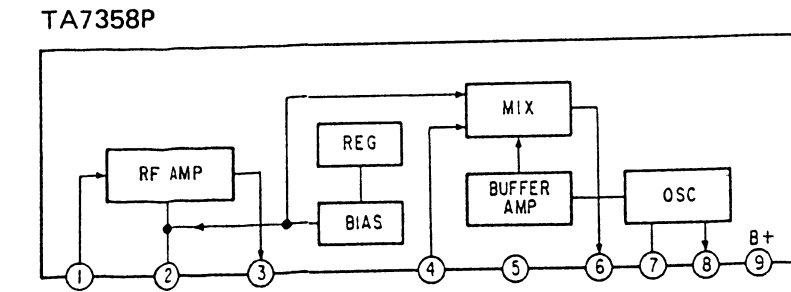 TA7358P
MIX
REG
RF AMP
BUFFER
AMP
OSC
BIAS
B+
1 2 3 4 5 6 7 8 9